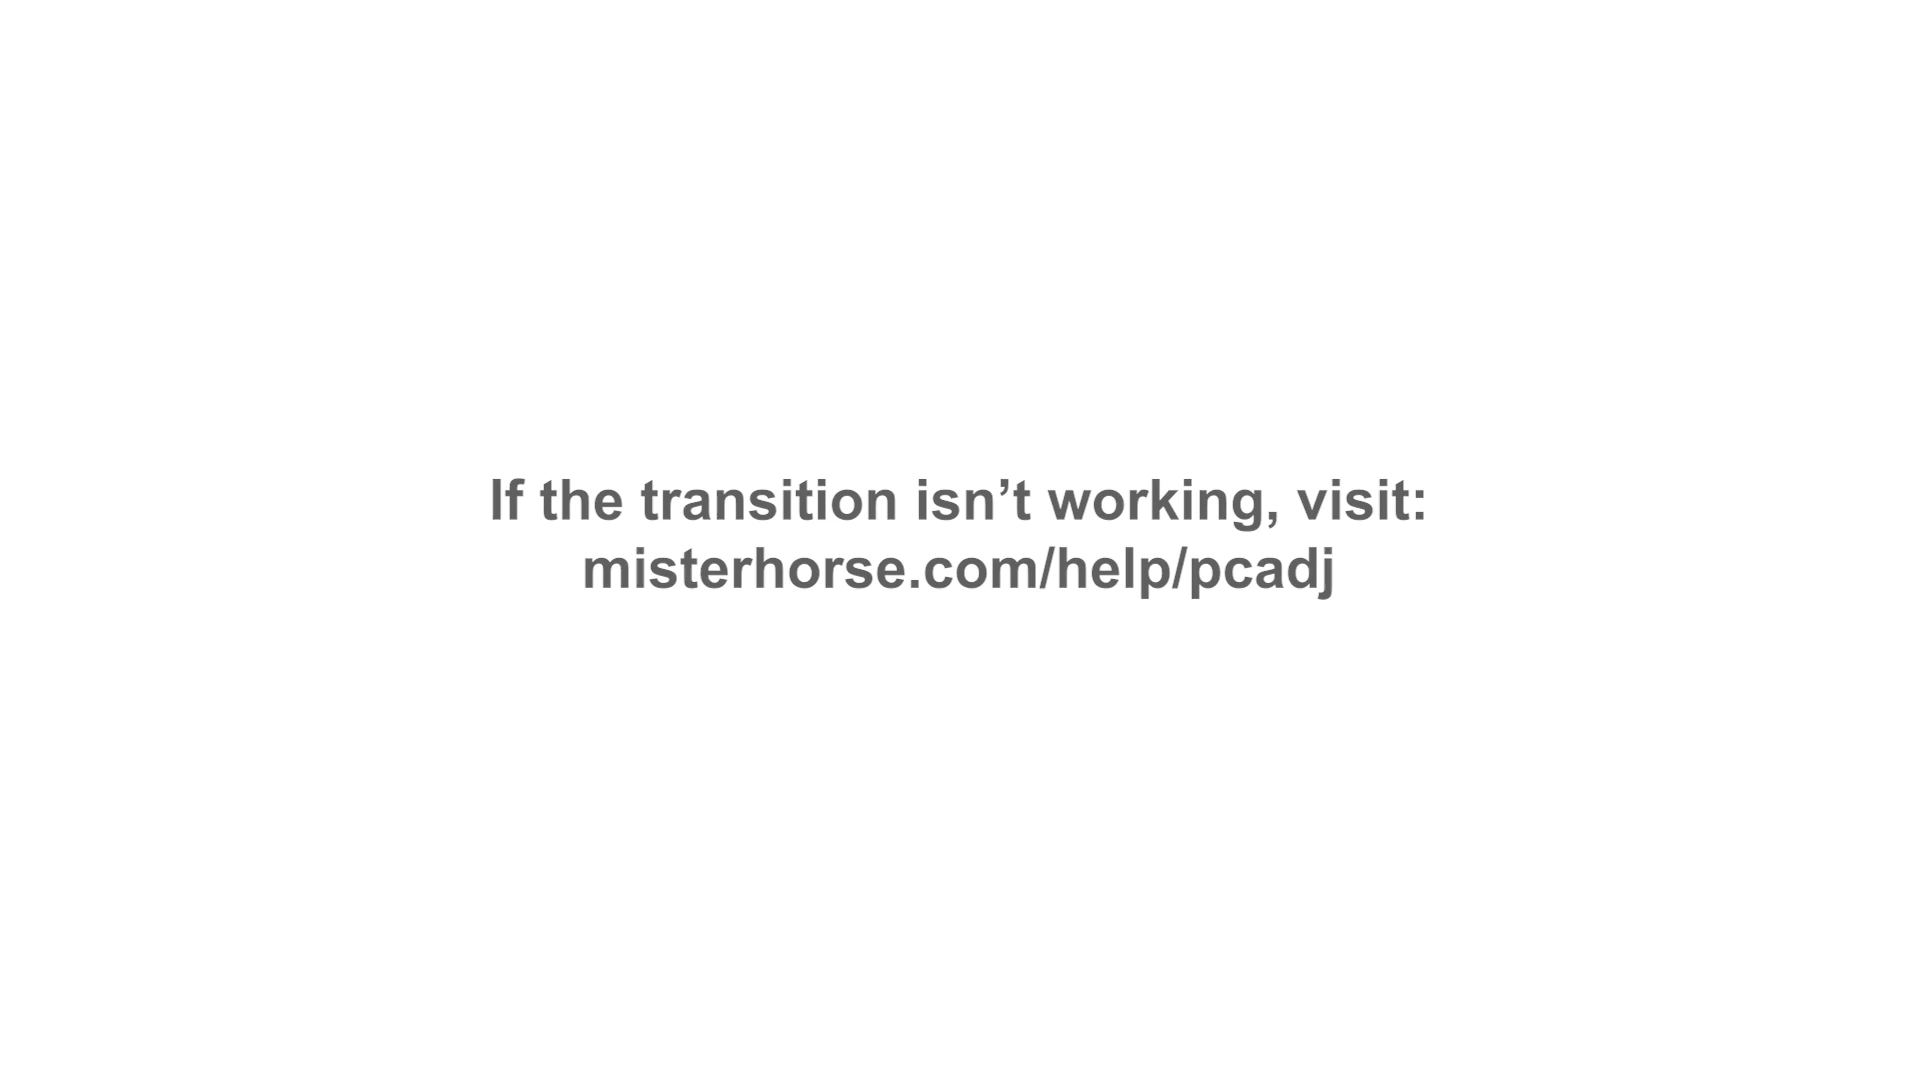 If the transition isn’t working, visit:
misterhorse.com/help/pcadj